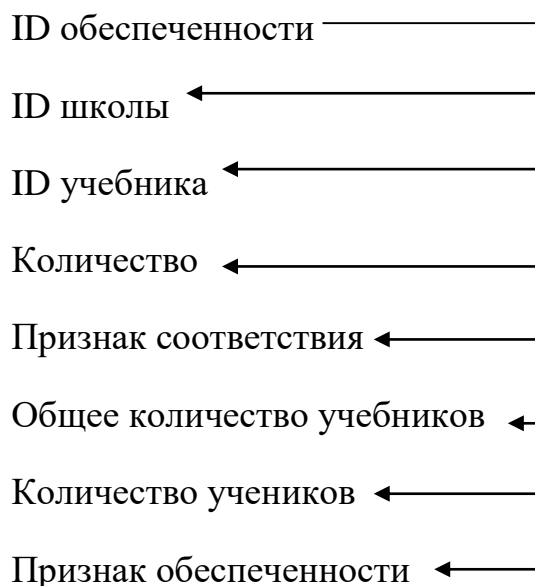 ID обеспеченности
ID школы
ID учебника
Количество
Признак соответствия
Общее количество учебников
Количество учеников
Признак обеспеченности